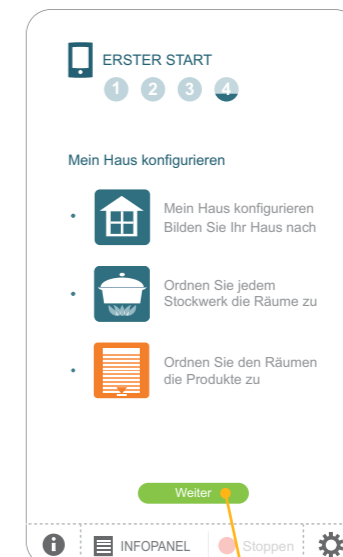 ERSTER START
1 2 3 4
Mein Haus konfigurieren
Mein Haus konfigurieren
Bilden Sie Ihr Haus nach
Ordnen Sie jedem
Stockwerk die Räume zu
Ordnen Sie den Räumen
die Produkte zu
Weiter
i INFOPANEL Stoppen